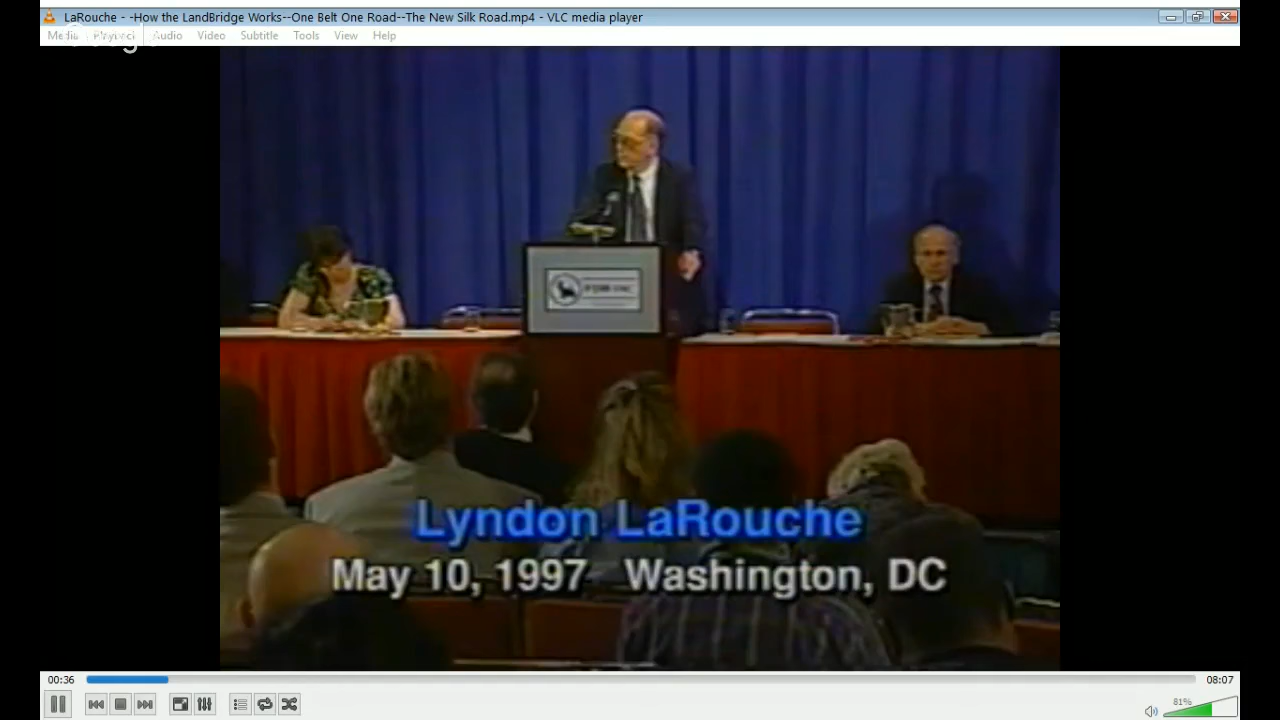 LaRouche - -How the LandBridge Works--One Belt One Road--The New Silk Road.mp4 - VLC media player
Media Playback Audio Video Subtitle Tools View Help
Lyndon LaRouche
May 10, 1997 Washington, DC
00:36
08:07
81%